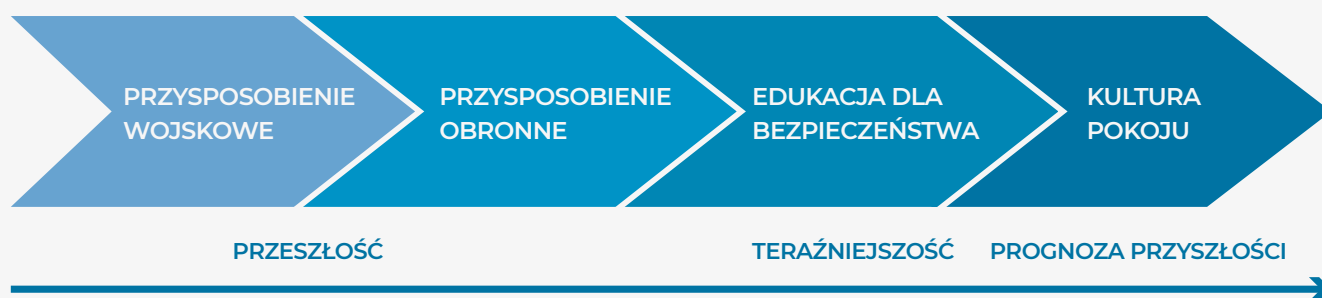 PRZYSPOSOBIENIE
WOJSKOWE
PRZYSPOSOBIENIE
OBRONNE
EDUKACJA DLA
BEZPIECZEŃSTWA
KULTURA
POKOJU
PRZESZŁOŚĆ
TERAŹNIEJSZOŚĆ
PROGNOZA PRZYSZŁOŚCI